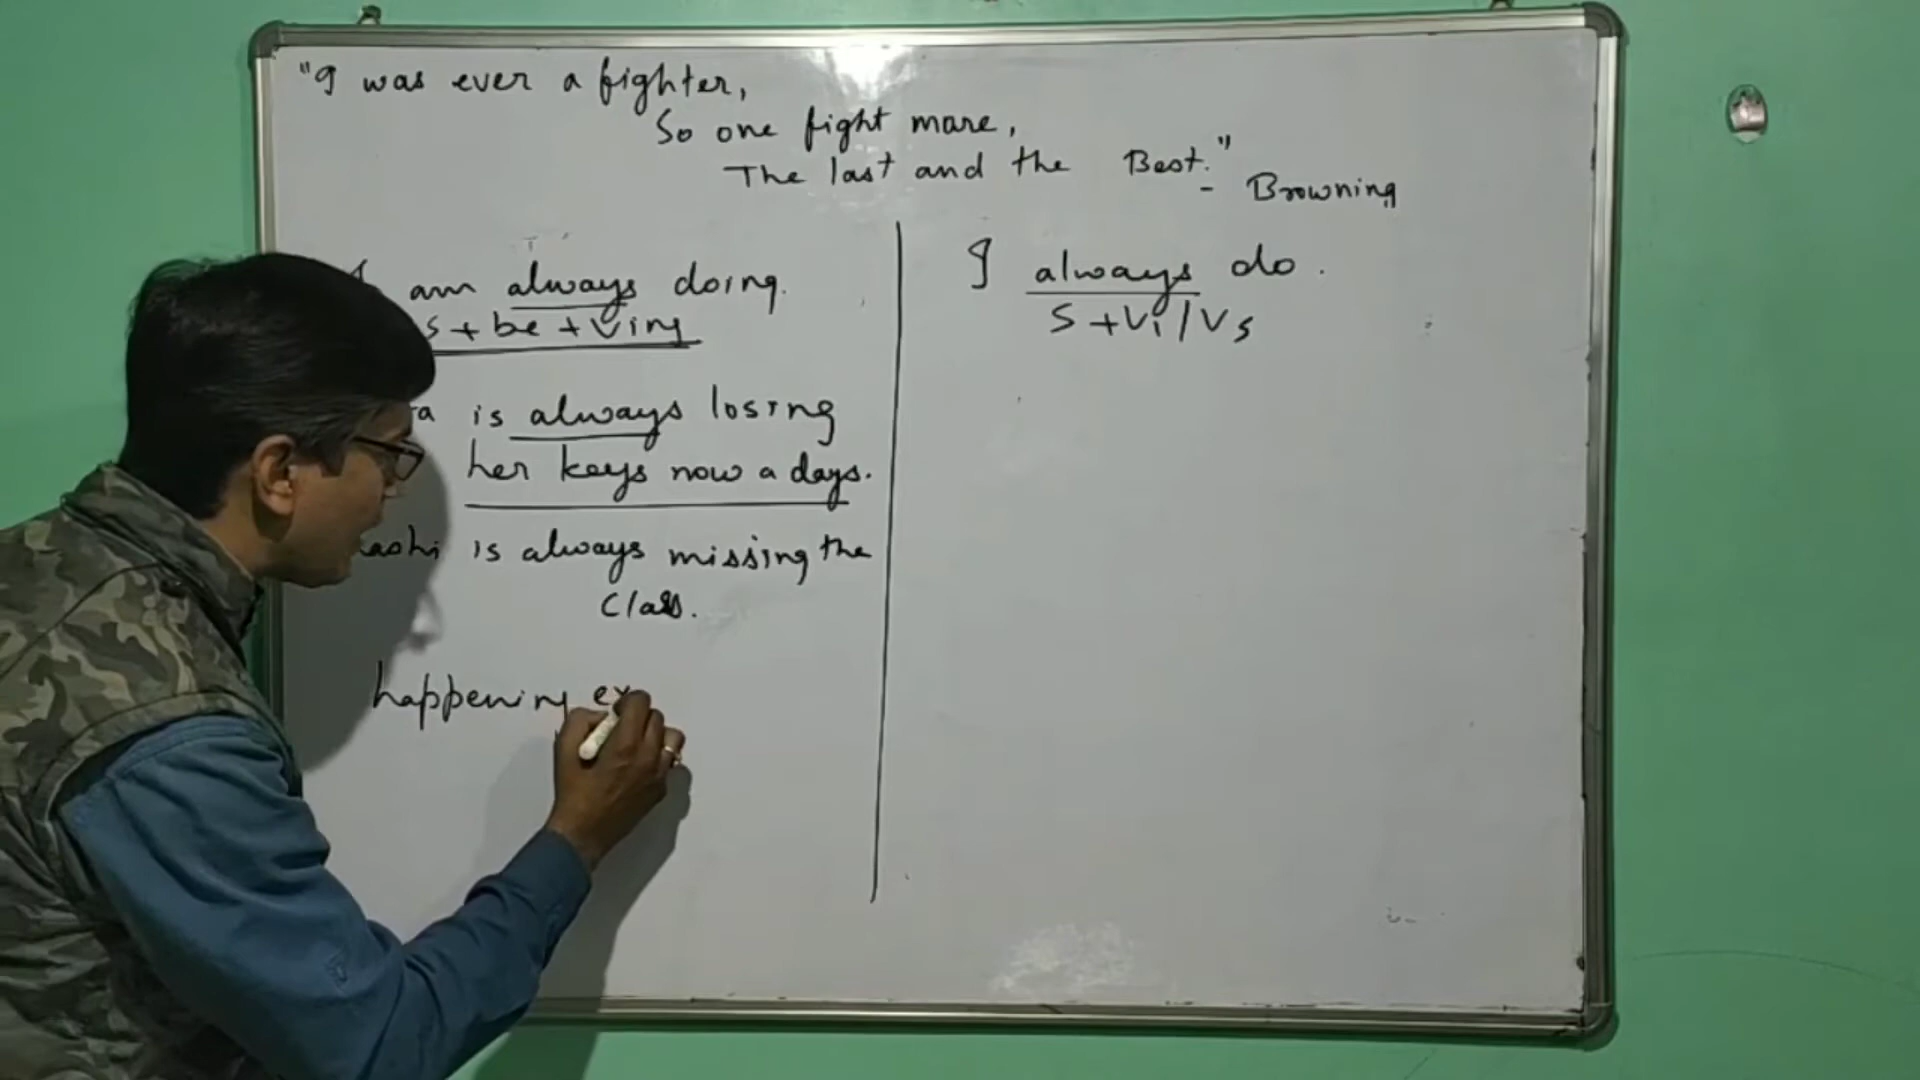 "I was ever a fighter,
So one fight more,
The last and the Best."
- Browning
am always doing.
S + be + Ving
is always losing
her keys now a days.
is always missing the
Class.
happening ex
I always do.
S + V1 / Vs